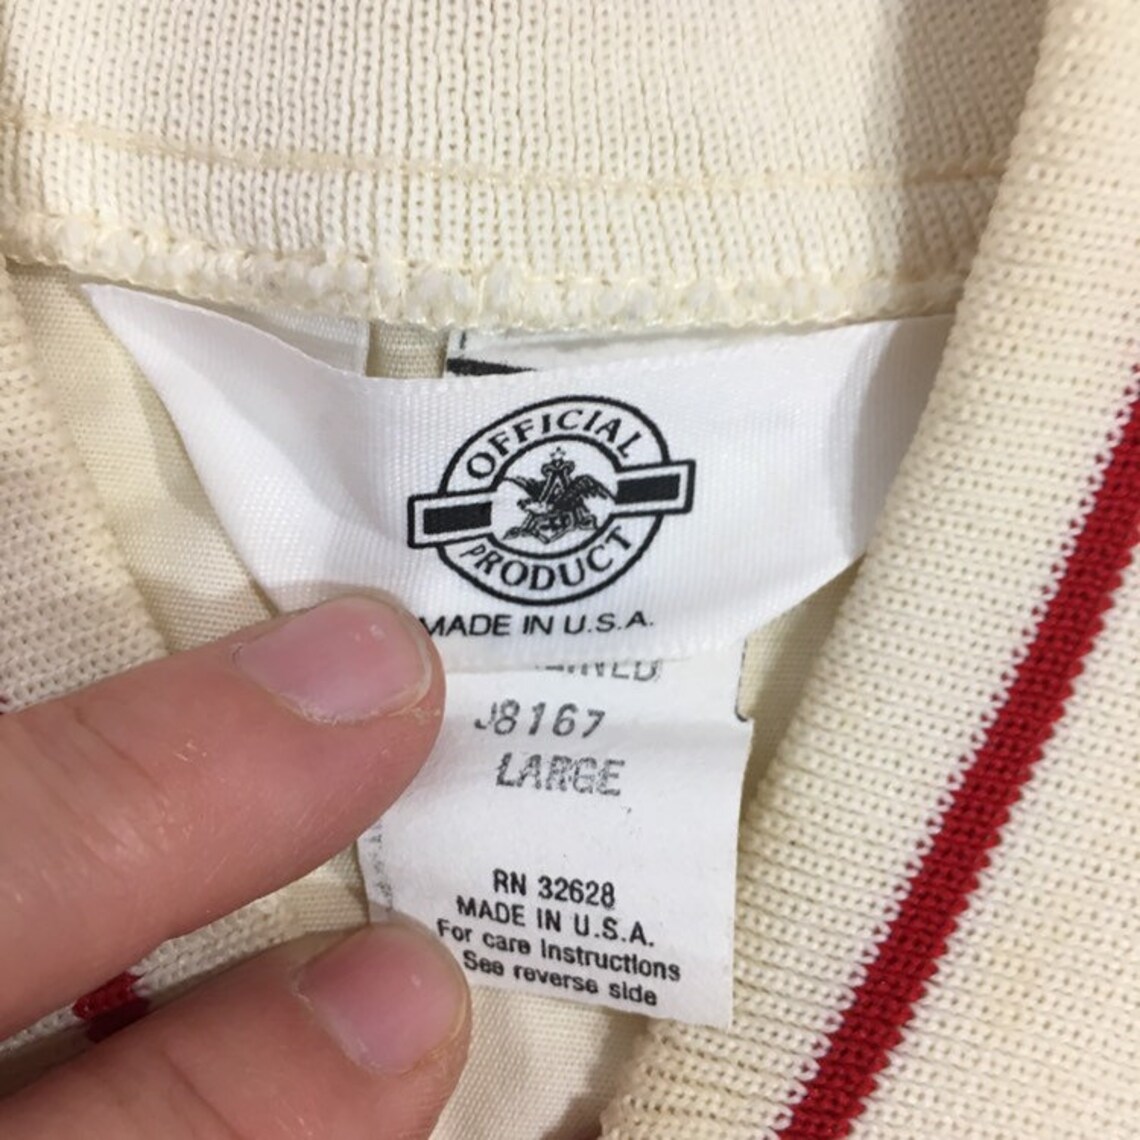 OFFICIAL
PRODUCT
MADE IN U.S.A.
J8167
LARGE
RN 32628
MADE IN U.S.A.
For care Instructions
See reverse side